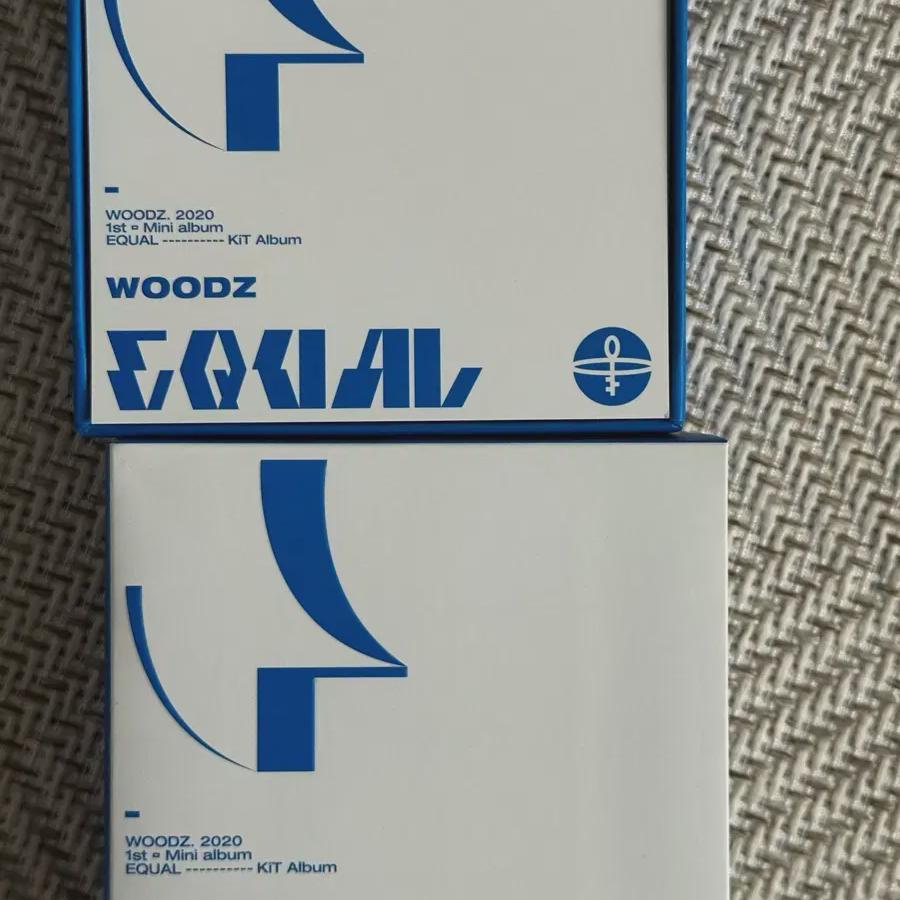 WOODZ. 2020
1st ¤ Mini album
EQUAL ---------- KiT Album
WOODZ
EQUAL
WOODZ. 2020
1st ¤ Mini album
EQUAL ---------- KiT Album